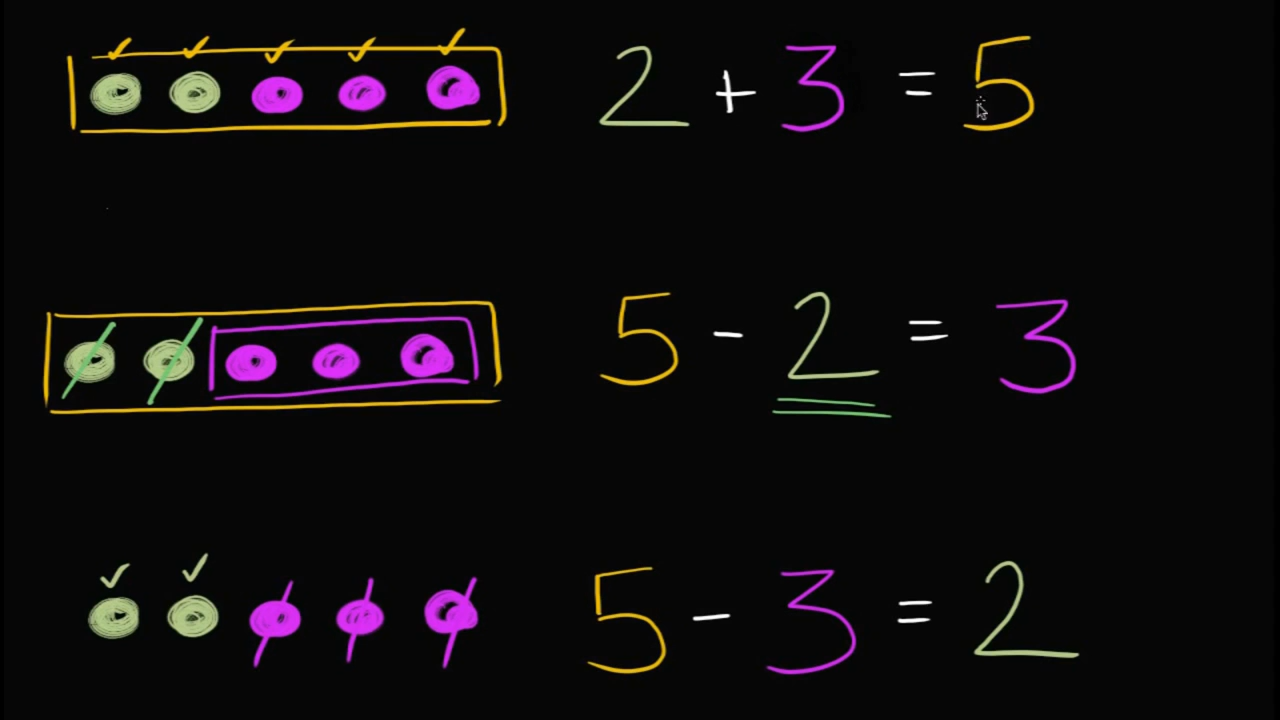 2 + 3 = 5
5 - 2 = 3
5 - 3 = 2